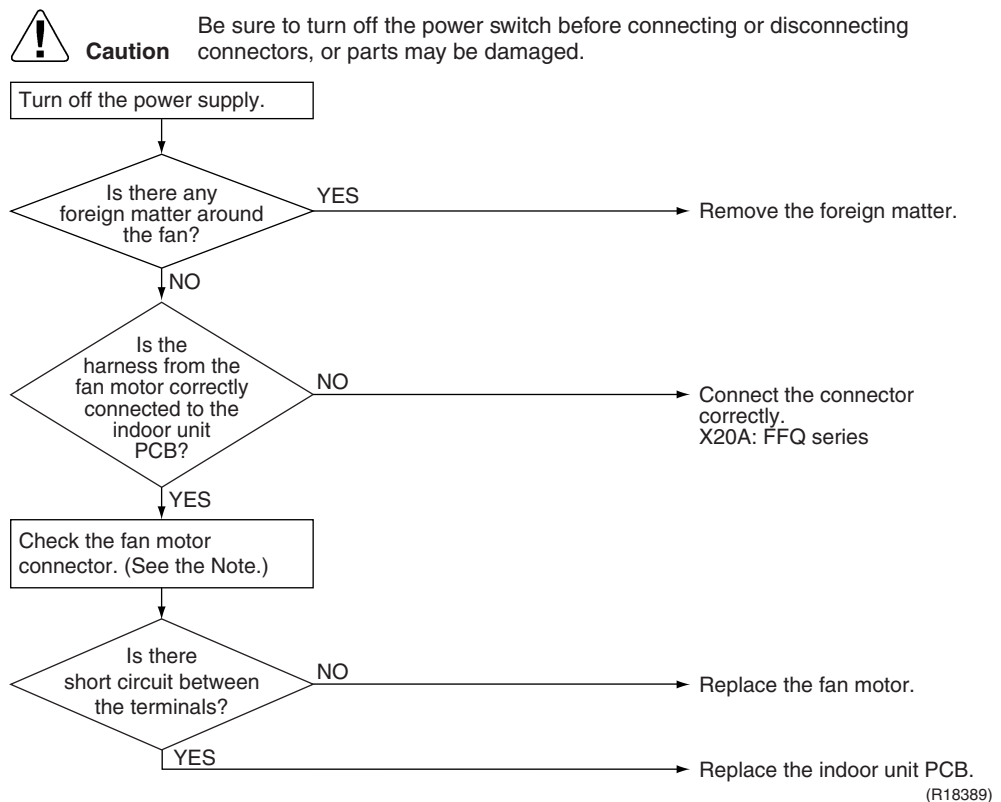 Be sure to turn off the power switch before connecting or disconnecting
Caution connectors, or parts may be damaged.
Turn off the power supply.
Is there any
foreign matter around
the fan?
YES
Remove the foreign matter.
NO
Is the
harness from the
fan motor correctly
connected to the
indoor unit
PCB?
NO
Connect the connector
correctly.
X20A: FFQ series
YES
Check the fan motor
connector. (See the Note.)
Is there
short circuit between
the terminals?
NO
Replace the fan motor.
YES
Replace the indoor unit PCB.
(R18389)